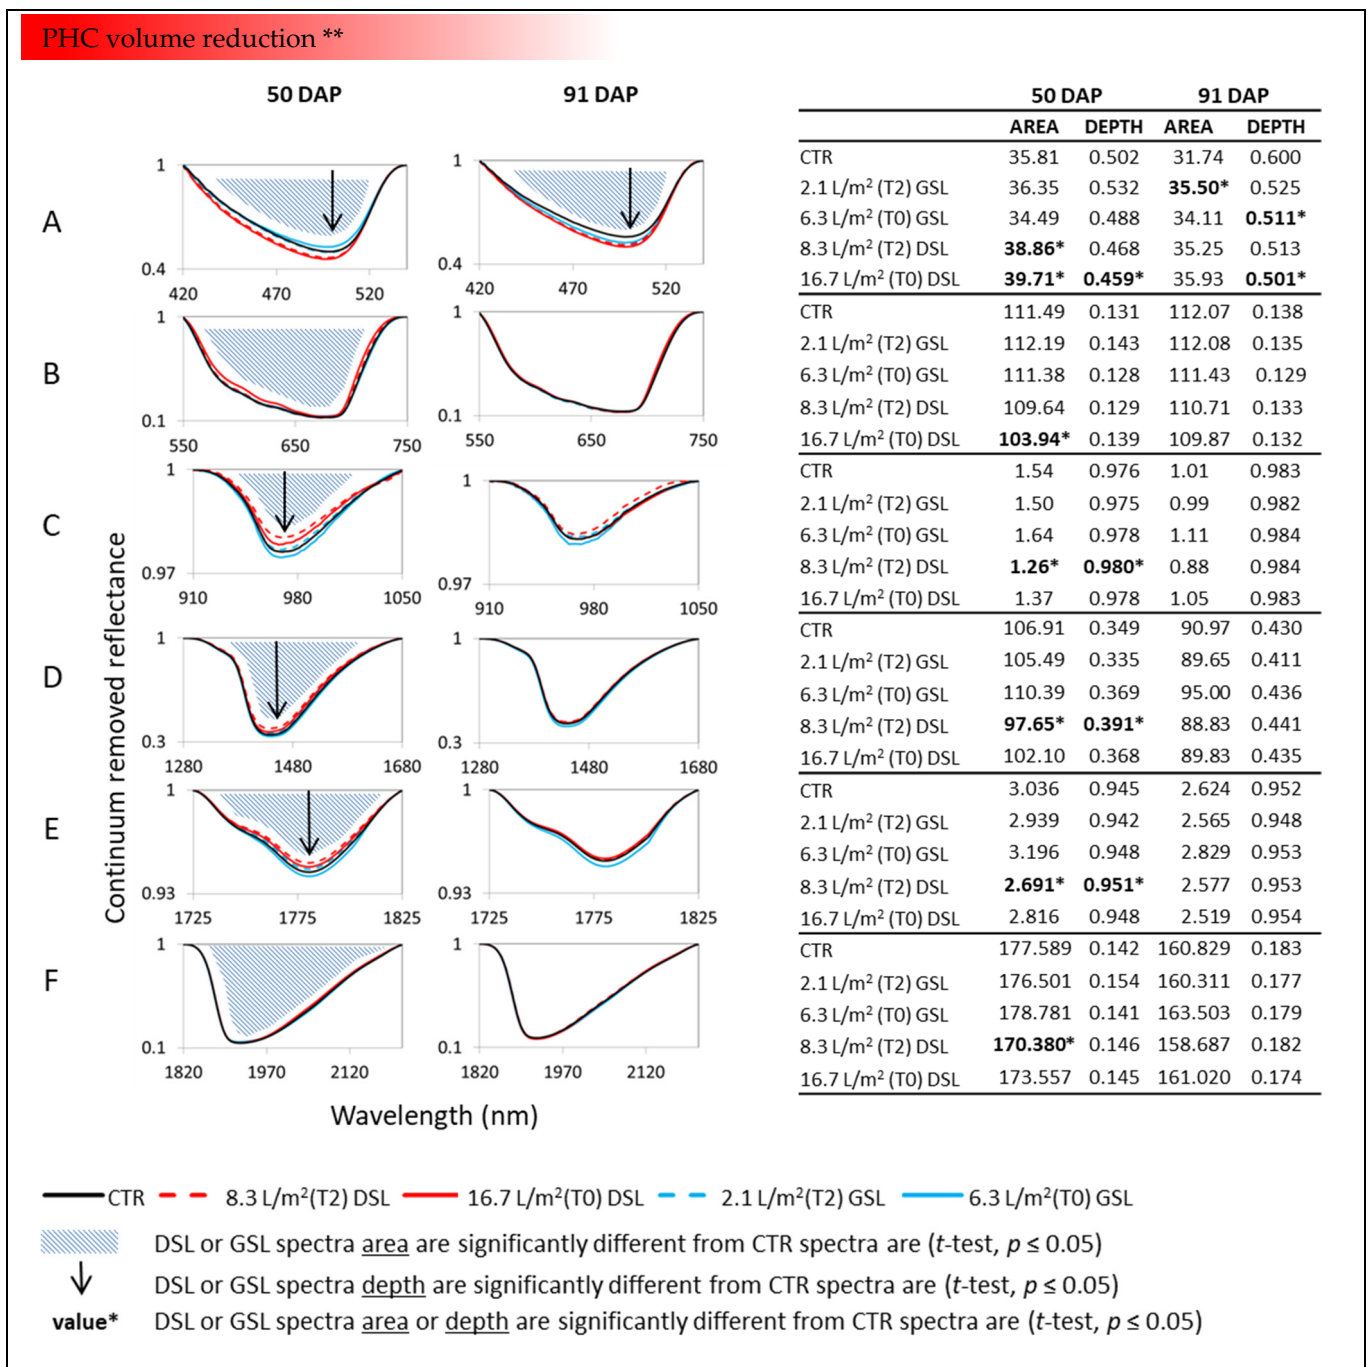 PHC volume reduction **
50 DAP 91 DAP
A
1 0.4 420 470 520
1 0.4 420 470 520
B
1 0.1 550 650 750
1 0.1 550 650 750
C
1 0.97 910 980 1050
1 0.97 910 980 1050
D
1 0.3 1280 1480 1680
1 0.3 1280 1480 1680
E
1 0.93 1725 1775 1825
1 0.93 1725 1775 1825
F
1 0.1 1820 1970 2120
1 0.1 1820 1970 2120
Continuum removed reflectance
Wavelength (nm)
50 DAP 91 DAP
AREA DEPTH AREA DEPTH
CTR 35.81 0.502 31.74 0.600
2.1 L/m² (T2) GSL 36.35 0.532 35.50* 0.525
6.3 L/m² (T0) GSL 34.49 0.488 34.11 0.511*
8.3 L/m² (T2) DSL 38.86* 0.468 35.25 0.513
16.7 L/m² (T0) DSL 39.71* 0.459* 35.93 0.501*
CTR 111.49 0.131 112.07 0.138
2.1 L/m² (T2) GSL 112.19 0.143 112.08 0.135
6.3 L/m² (T0) GSL 111.38 0.128 111.43 0.129
8.3 L/m² (T2) DSL 109.64 0.129 110.71 0.133
16.7 L/m² (T0) DSL 103.94* 0.139 109.87 0.132
CTR 1.54 0.976 1.01 0.983
2.1 L/m² (T2) GSL 1.50 0.975 0.99 0.982
6.3 L/m² (T0) GSL 1.64 0.978 1.11 0.984
8.3 L/m² (T2) DSL 1.26* 0.980* 0.88 0.984
16.7 L/m² (T0) DSL 1.37 0.978 1.05 0.983
CTR 106.91 0.349 90.97 0.430
2.1 L/m² (T2) GSL 105.49 0.335 89.65 0.411
6.3 L/m² (T0) GSL 110.39 0.369 95.00 0.436
8.3 L/m² (T2) DSL 97.65* 0.391* 88.83 0.441
16.7 L/m² (T0) DSL 102.10 0.368 89.83 0.435
CTR 3.036 0.945 2.624 0.952
2.1 L/m² (T2) GSL 2.939 0.942 2.565 0.948
6.3 L/m² (T0) GSL 3.196 0.948 2.829 0.953
8.3 L/m² (T2) DSL 2.691* 0.951* 2.577 0.953
16.7 L/m² (T0) DSL 2.816 0.948 2.519 0.954
CTR 177.589 0.142 160.829 0.183
2.1 L/m² (T2) GSL 176.501 0.154 160.311 0.177
6.3 L/m² (T0) GSL 178.781 0.141 163.503 0.179
8.3 L/m² (T2) DSL 170.380* 0.146 158.687 0.182
16.7 L/m² (T0) DSL 173.557 0.145 161.020 0.174
CTR 8.3 L/m²(T2) DSL 16.7 L/m²(T0) DSL 2.1 L/m²(T2) GSL 6.3 L/m²(T0) GSL
DSL or GSL spectra area are significantly different from CTR spectra are (t-test, p ≤ 0.05)
DSL or GSL spectra depth are significantly different from CTR spectra are (t-test, p ≤ 0.05)
value* DSL or GSL spectra area or depth are significantly different from CTR spectra are (t-test, p ≤ 0.05)